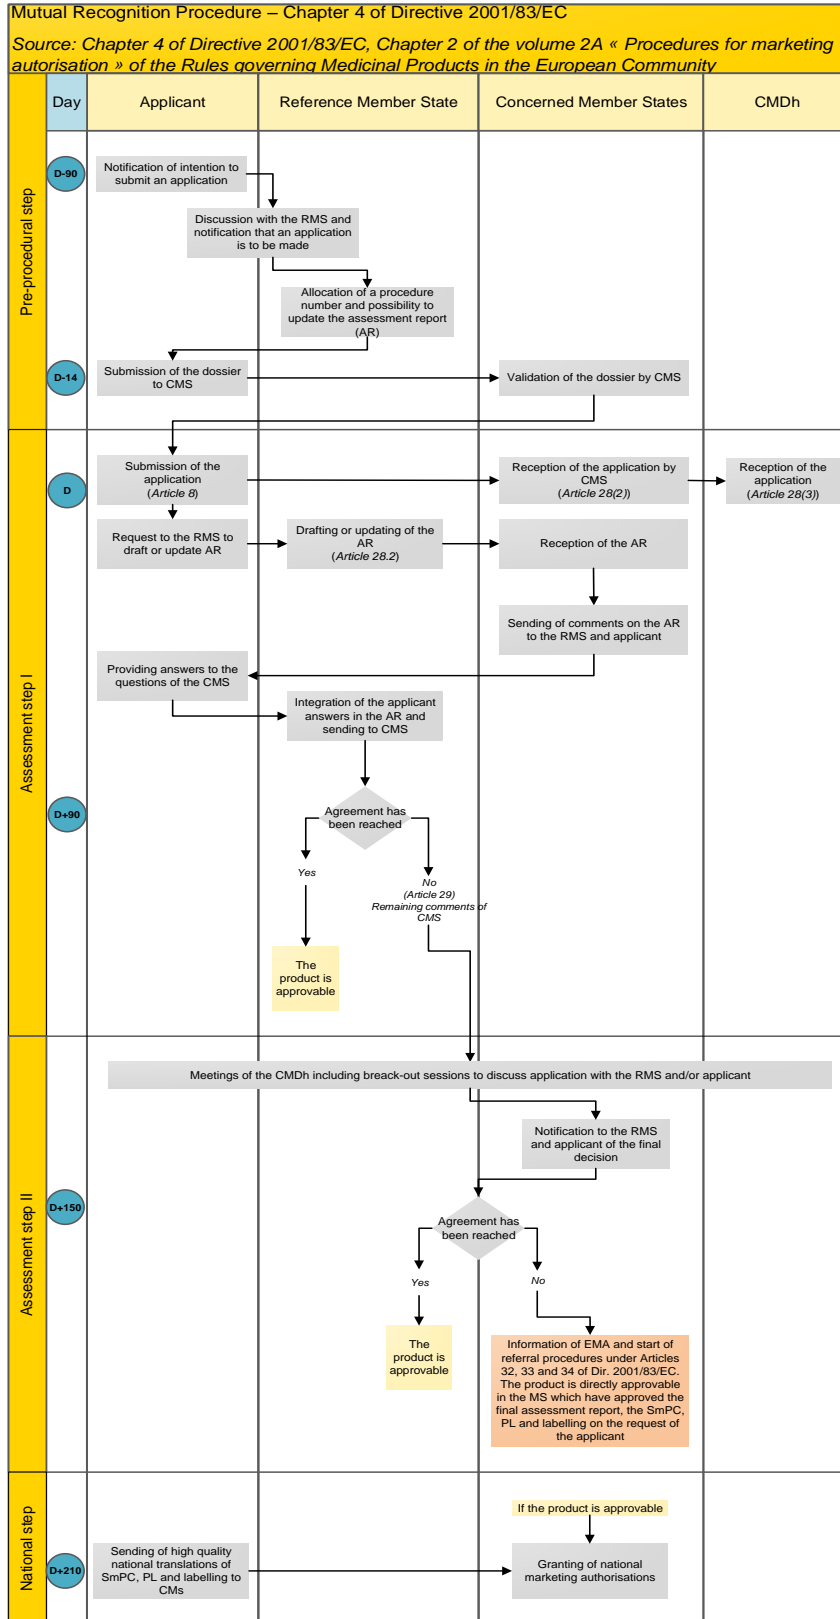 Mutual Recognition Procedure – Chapter 4 of Directive 2001/83/EC
Source: Chapter 4 of Directive 2001/83/EC, Chapter 2 of the volume 2A « Procedures for marketing
autorisation » of the Rules governing Medicinal Products in the European Community
Day
Applicant
Reference Member State
Concerned Member States
CMDh
Pre-procedural step
D-90
Notification of intention to
submit an application
Discussion with the RMS and
notification that an application
is to be made
Allocation of a procedure
number and possibility to
update the assessment report
(AR)
D-14
Submission of the dossier
to CMS
Validation of the dossier by CMS
Assessment step I
D
Submission of the
application
(Article 8)
Reception of the application by
CMS
(Article 28(2))
Reception of the
application
(Article 28(3))
Request to the RMS to
draft or update AR
Drafting or updating of the
AR
(Article 28.2)
Reception of the AR
Sending of comments on the AR
to the RMS and applicant
Providing answers to the
questions of the CMS
Integration of the applicant
answers in the AR and
sending to CMS
D+90
Agreement has
been reached
Yes
No
(Article 29)
Remaining comments of
CMS
The
product is
approvable
Assessment step II
Meetings of the CMDh including breack-out sessions to discuss application with the RMS and/or applicant
Notification to the RMS
and applicant of the final
decision
D+150
Agreement has
been reached
Yes
No
The
product is
approvable
Information of EMA and start of
referral procedures under Articles
32, 33 and 34 of Dir. 2001/83/EC.
The product is directly approvable
in the MS which have approved the
final assessment report, the SmPC,
PL and labelling on the request of
the applicant
National step
If the product is approvable
D+210
Sending of high quality
national translations of
SmPC, PL and labelling to
CMs
Granting of national
marketing authorisations